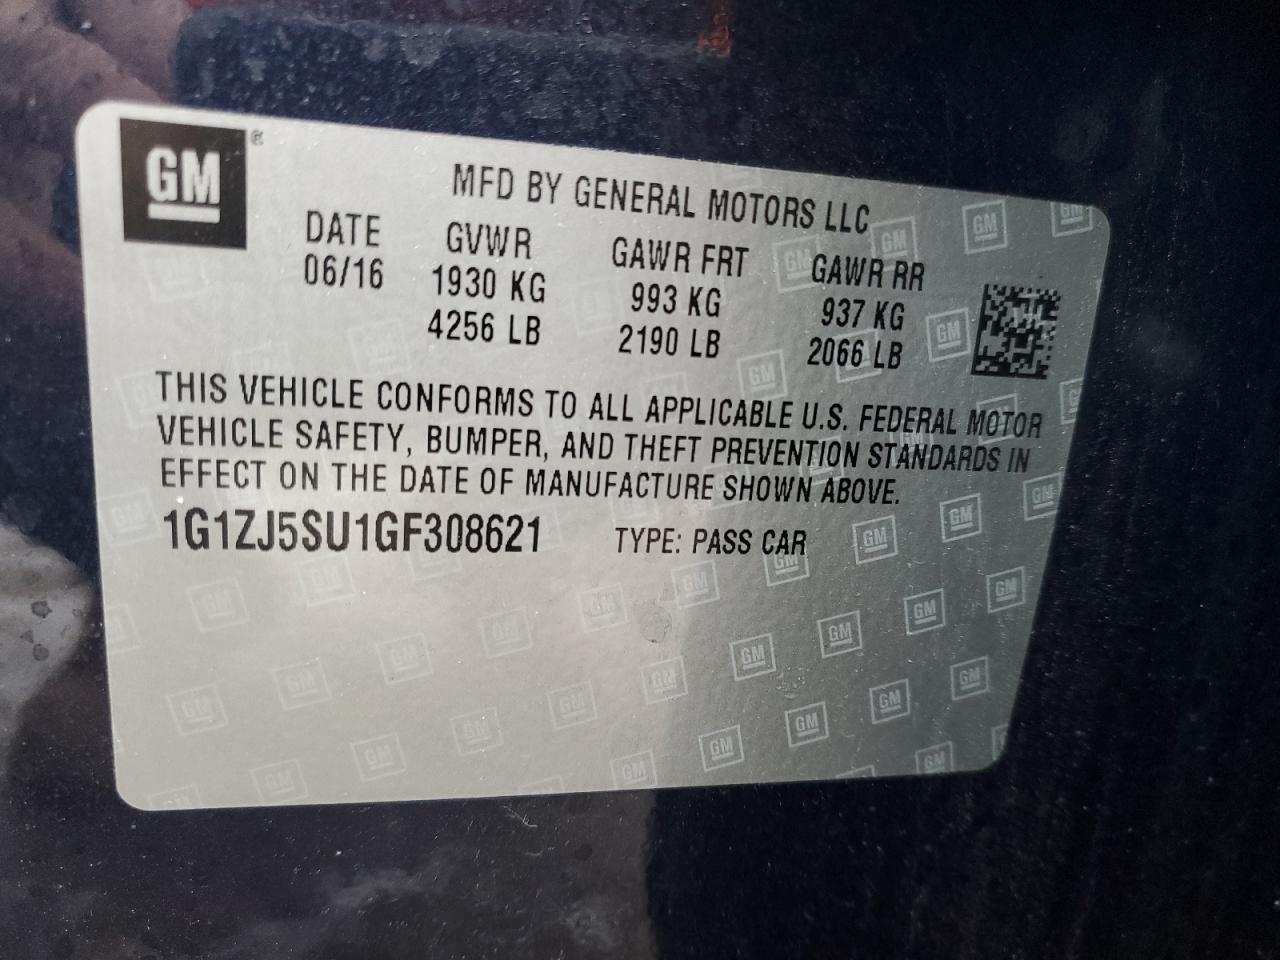 GM®
MFD BY GENERAL MOTORS LLC
DATE GVWR GAWR FRT GAWR RR
06/16 1930 KG 993 KG 937 KG
4256 LB 2190 LB 2066 LB
THIS VEHICLE CONFORMS TO ALL APPLICABLE U.S. FEDERAL MOTOR
VEHICLE SAFETY, BUMPER, AND THEFT PREVENTION STANDARDS IN
EFFECT ON THE DATE OF MANUFACTURE SHOWN ABOVE.
1G1ZJ5SU1GF308621 TYPE: PASS CAR